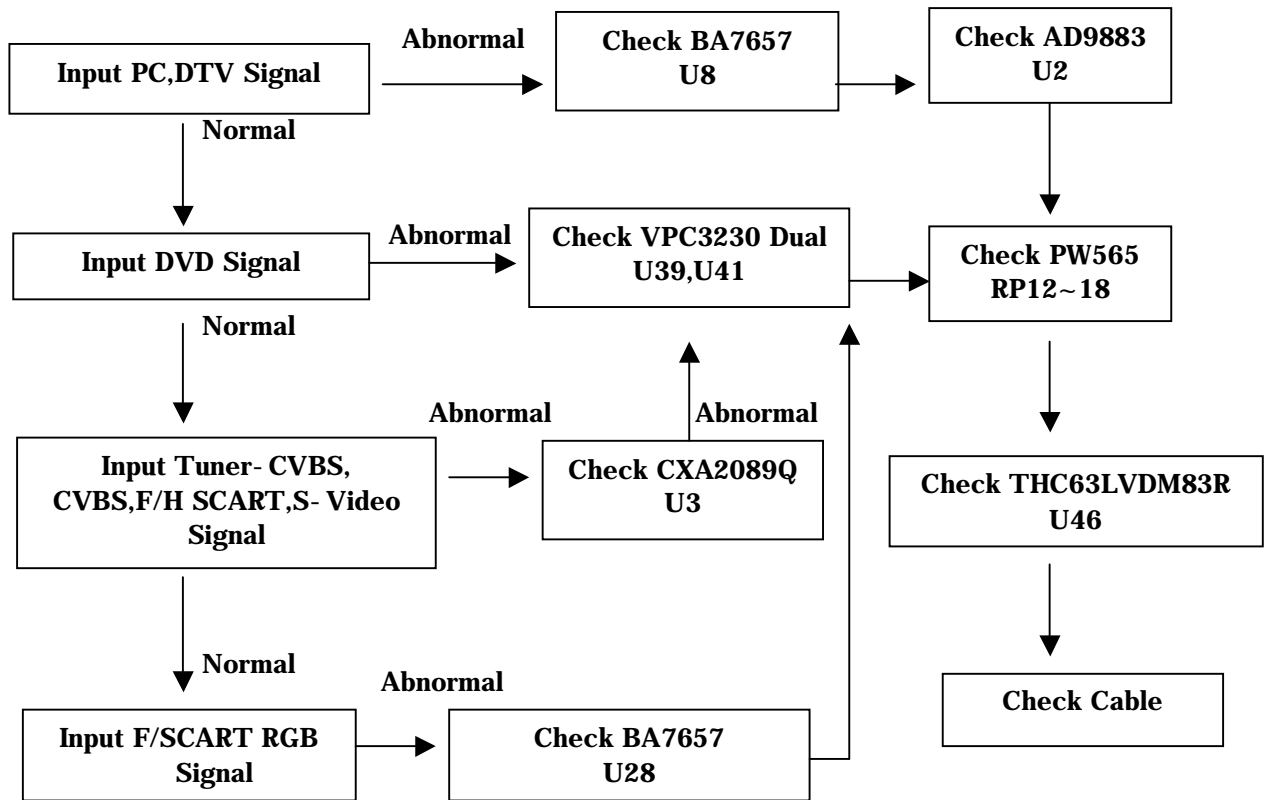 Input PC,DTV Signal
Abnormal
Check BA7657
U8
Check AD9883
U2
Normal
Input DVD Signal
Abnormal
Check VPC3230 Dual
U39,U41
Check PW565
RP12~18
Normal
Input Tuner- CVBS,
CVBS,F/H SCART,S- Video
Signal
Abnormal
Check CXA2089Q
U3
Abnormal
Check THC63LVDM83R
U46
Normal
Input F/SCART RGB
Signal
Abnormal
Check BA7657
U28
Check Cable